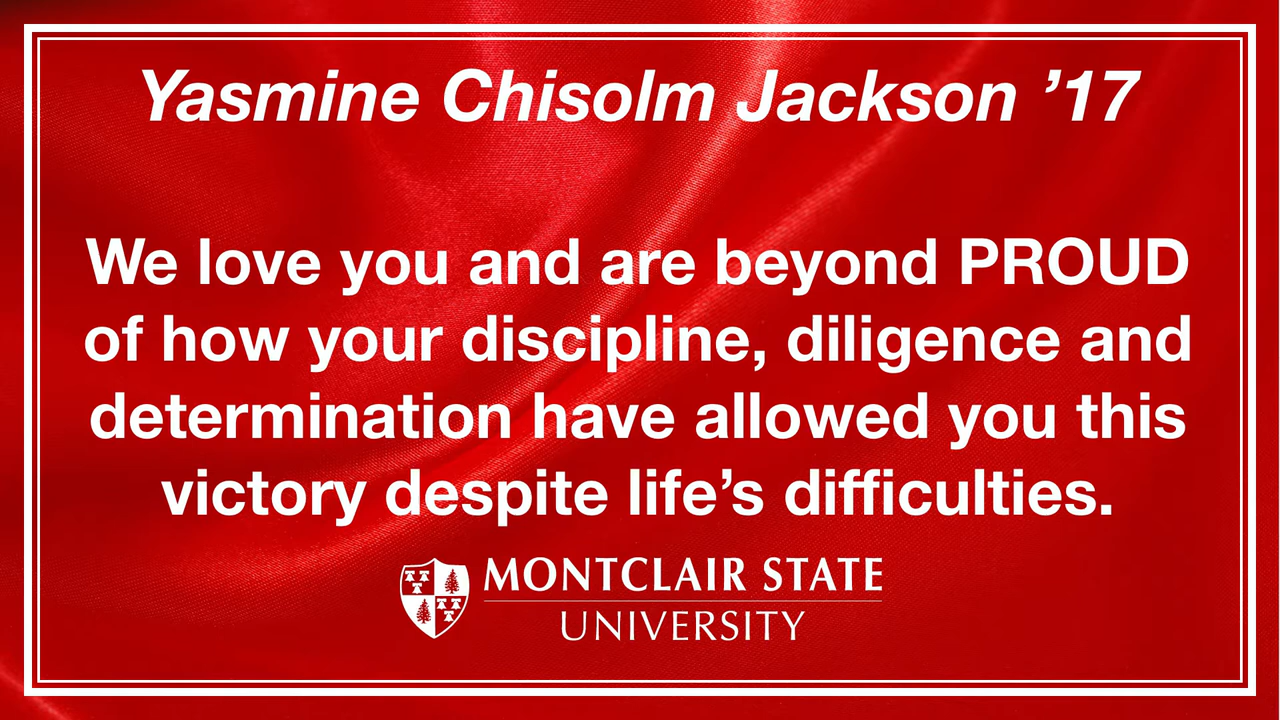 Yasmine Chisolm Jackson ’17
We love you and are beyond PROUD
of how your discipline, diligence and
determination have allowed you this
victory despite life’s difficulties.
MONTCLAIR STATE
UNIVERSITY